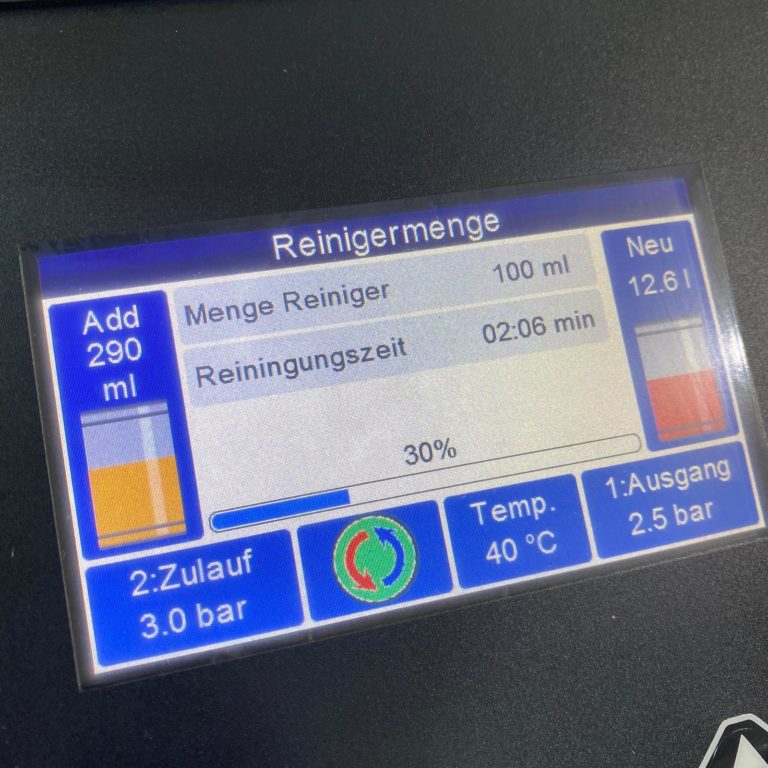 Reinigermenge
Add
290
ml
Menge Reiniger 100 ml
Reiningungszeit 02:06 min
30%
Neu
12.6 l
2:Zulauf
3.0 bar
Temp.
40 °C
1:Ausgang
2.5 bar